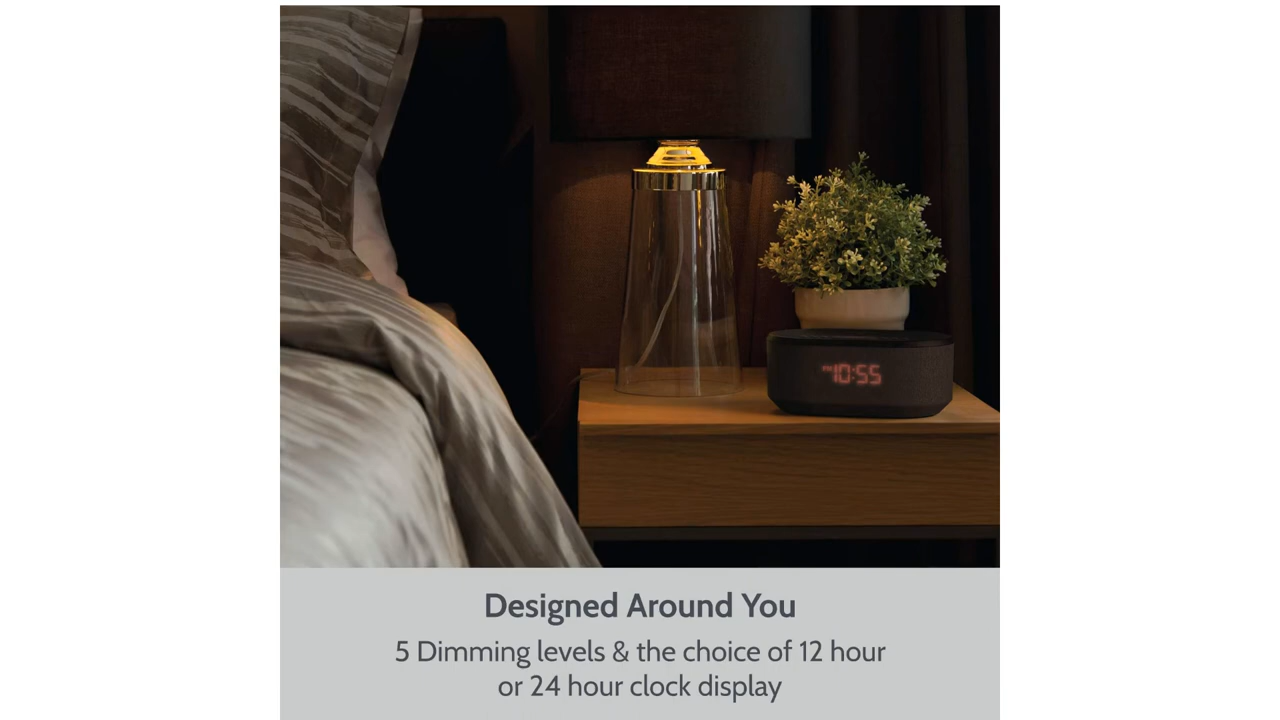 10:55
Designed Around You
5 Dimming levels & the choice of 12 hour
or 24 hour clock display